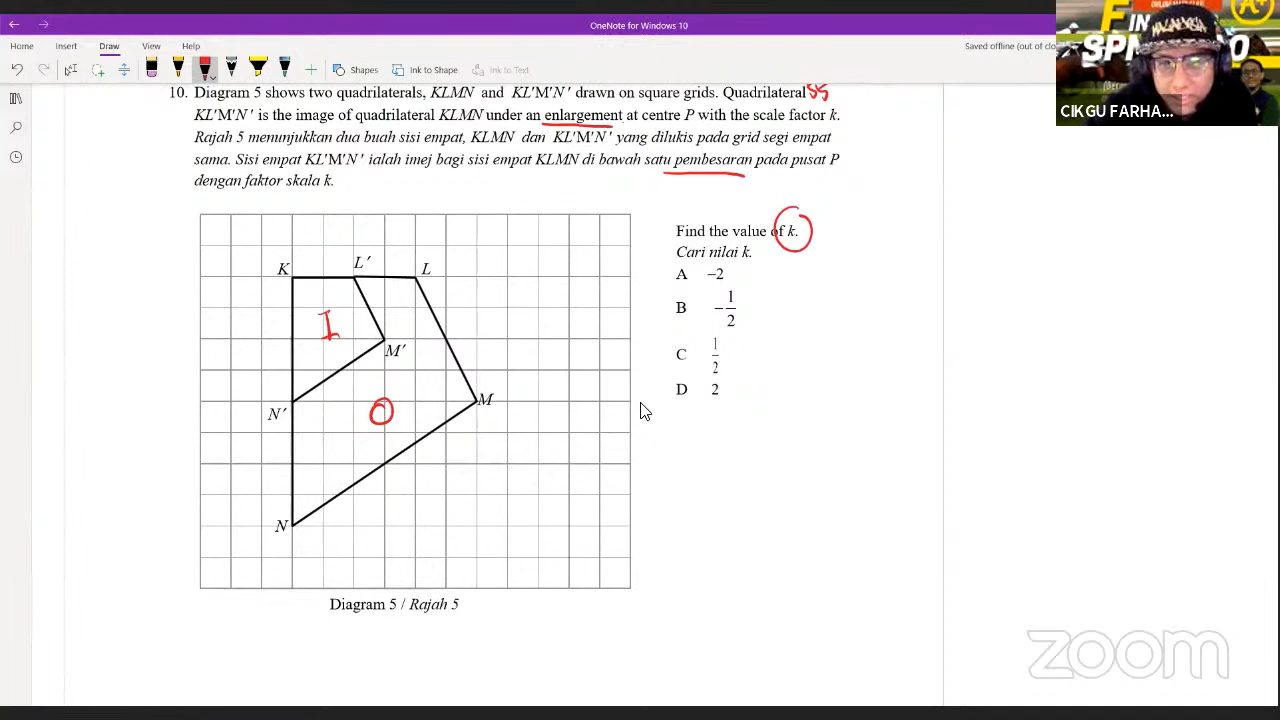 OneNote for Windows 10
Home Insert Draw View Help
Saved offline (out of
Shapes Ink to Shape Ink to Text
10. Diagram 5 shows two quadrilaterals, KLMN and KL'M'N' drawn on square grids. Quadrilateral
KL'M'N' is the image of quadrilateral KLMN under an enlargement at centre P with the scale factor k.
Rajah 5 menunjukkan dua buah sisi empat, KLMN dan KL'M'N' yang dilukis pada grid segi empat
sama. Sisi empat KL'M'N' ialah imej bagi sisi empat KLMN di bawah satu pembesaran pada pusat P
dengan faktor skala k.
Find the value of k.
Cari nilai k.
A −2
B −1/2
C 1/2
D 2
K L' L
I
M'
N' O M
N
Diagram 5 / Rajah 5
MALAYSIA
A+
F IN
SPM
CIKGU FARHA...
zoom